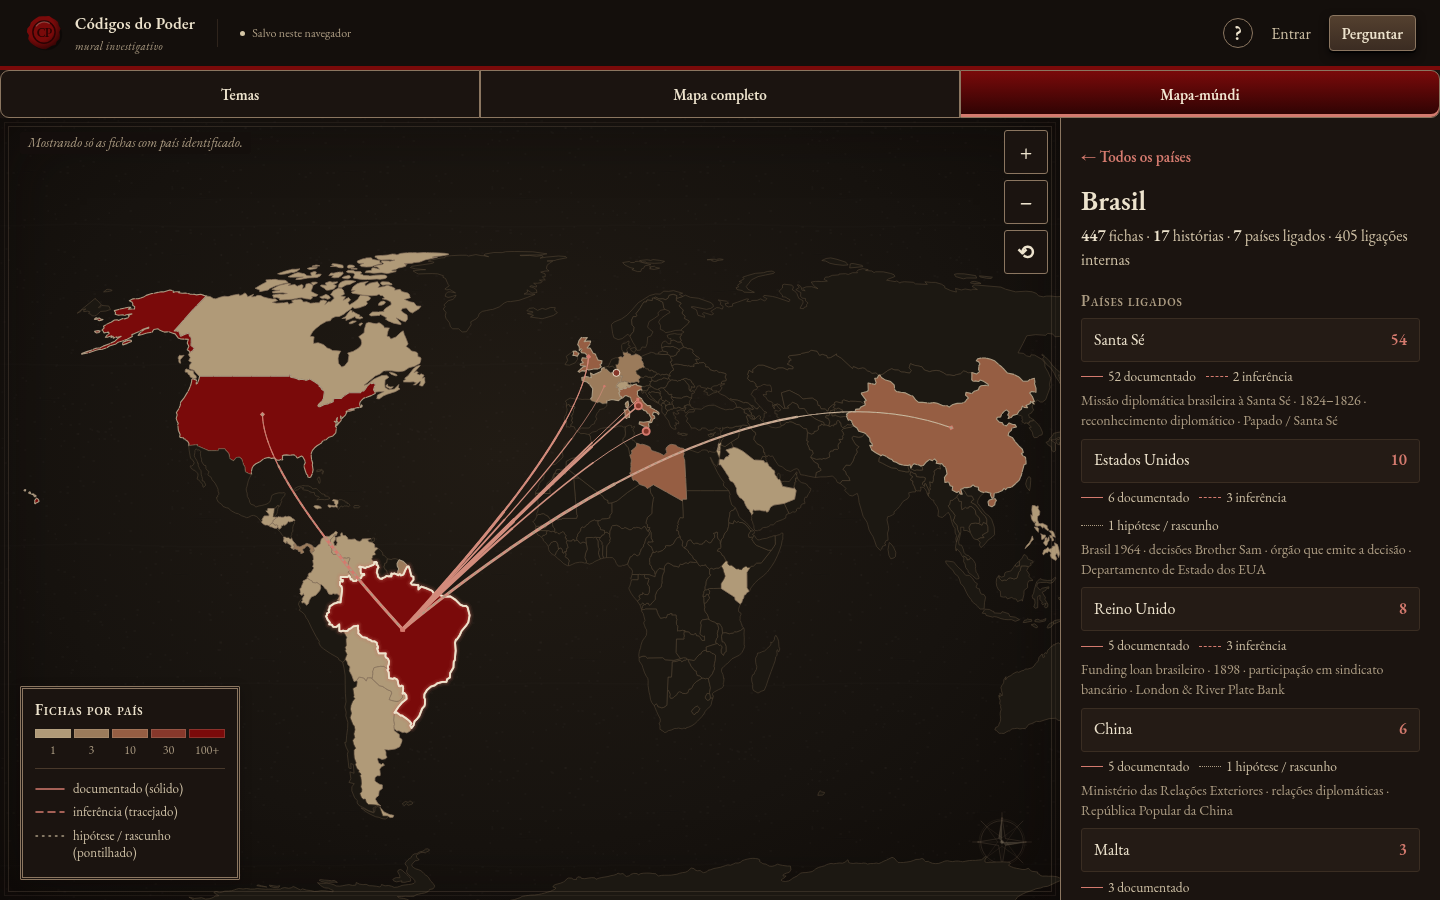 Códigos do Poder
mural investigativo
Salvo neste navegador
?
Entrar
Perguntar
Temas
Mapa completo
Mapa-múndi
Mostrando só as fichas com país identificado.
+
−
⟲
Fichas por país
1 3 10 30 100+
documentado (sólido)
inferência (tracejado)
hipótese / rascunho
(pontilhado)
← Todos os países
Brasil
447 fichas · 17 histórias · 7 países ligados · 405 ligações
internas
Países ligados
Santa Sé 54
52 documentado 2 inferência
Missão diplomática brasileira à Santa Sé · 1824–1826 ·
reconhecimento diplomático · Papado / Santa Sé
Estados Unidos 10
6 documentado 3 inferência
1 hipótese / rascunho
Brasil 1964 · decisões Brother Sam · órgão que emite a decisão ·
Departamento de Estado dos EUA
Reino Unido 8
5 documentado 3 inferência
Funding loan brasileiro · 1898 · participação em sindicato
bancário · London & River Plate Bank
China 6
5 documentado 1 hipótese / rascunho
Ministério das Relações Exteriores · relações diplomáticas ·
República Popular da China
Malta 3
3 documentado